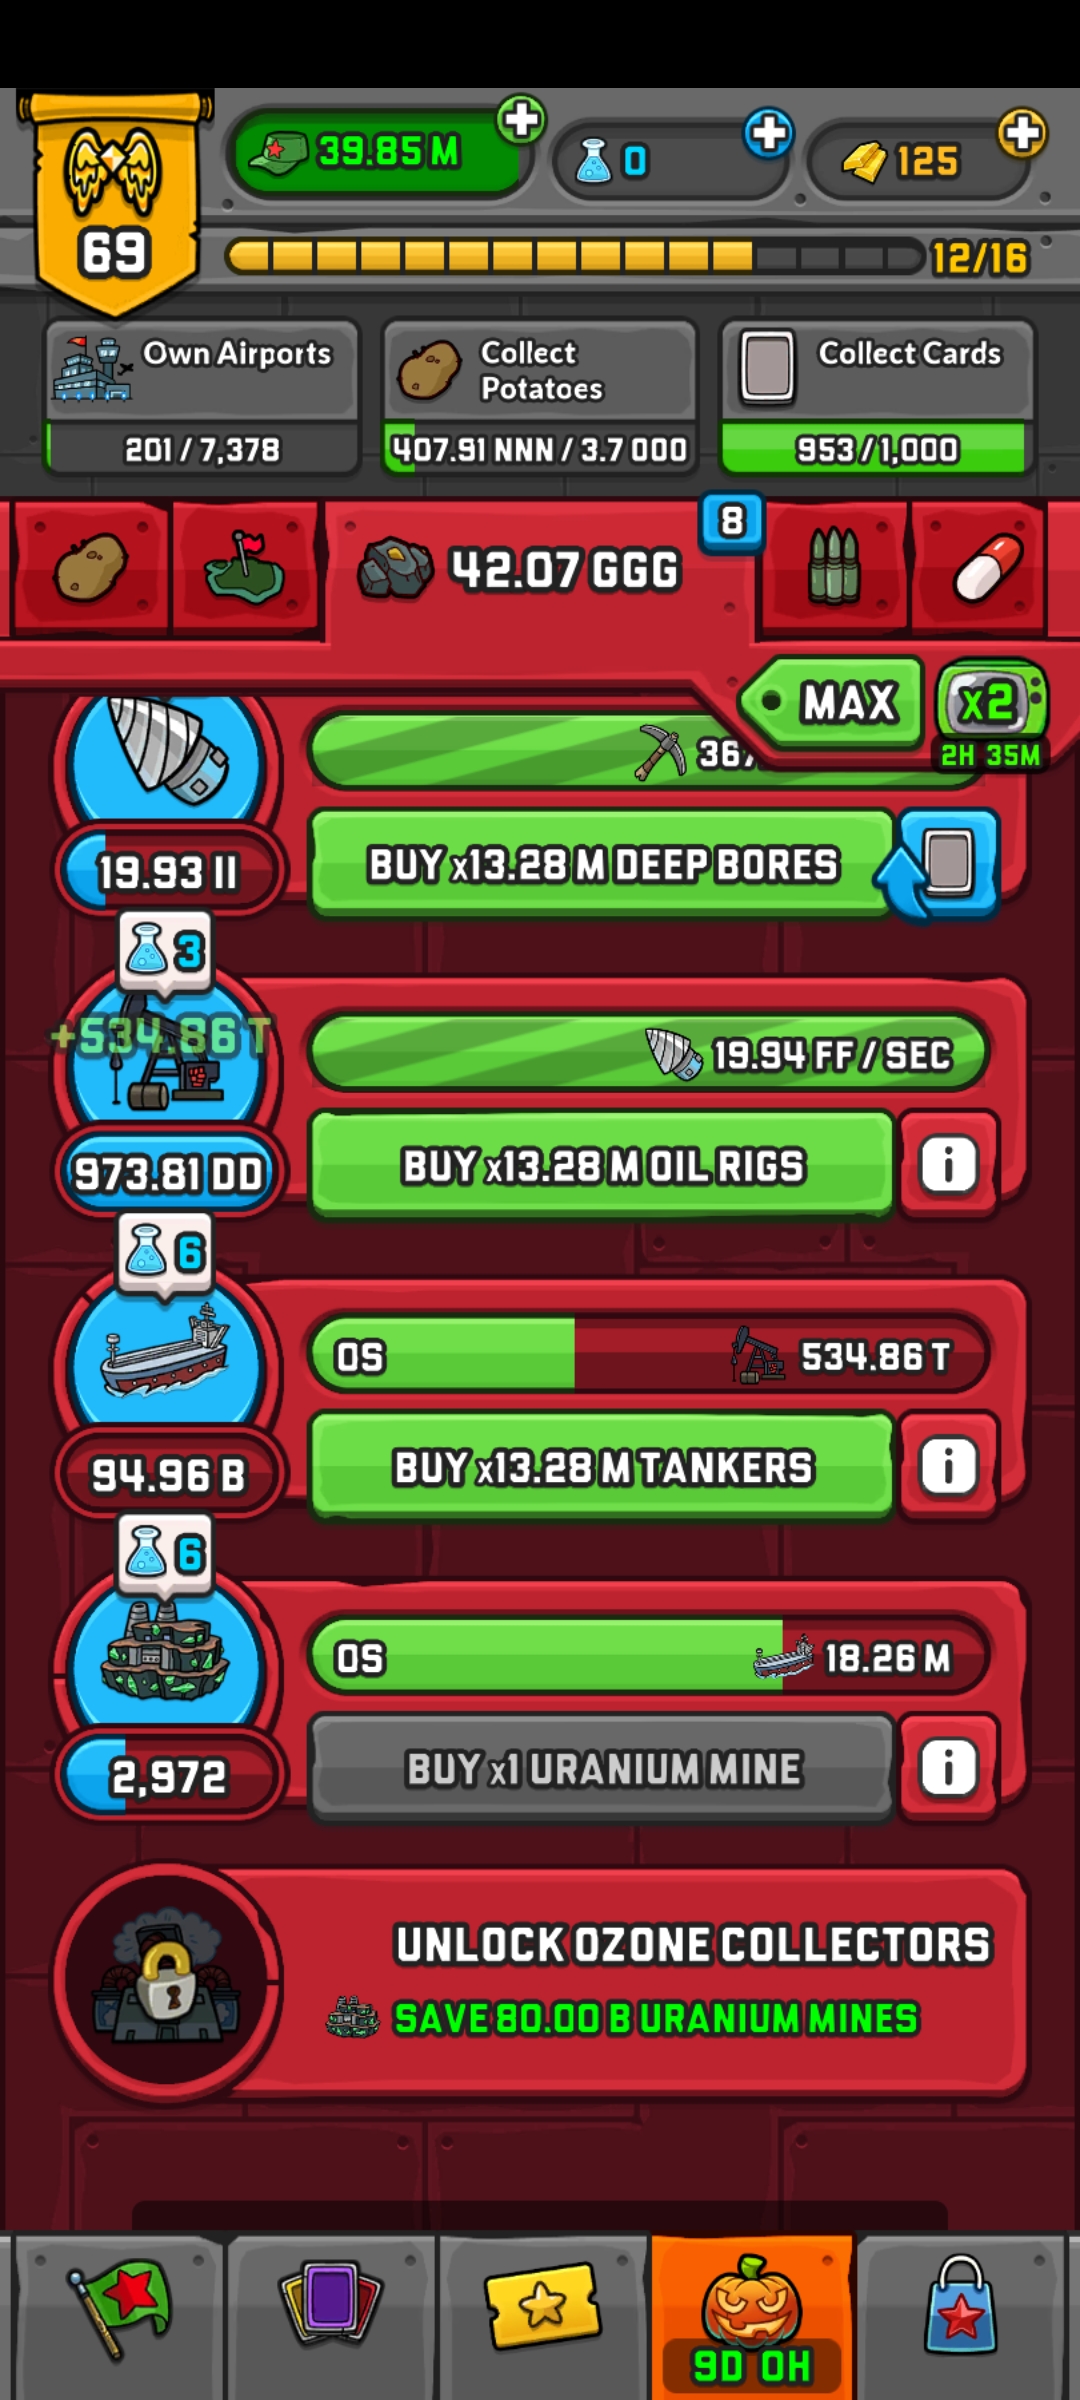 39.85 M
0
125
69
12/16
Own Airports
201 / 7,378
Collect
Potatoes
407.91 NNN / 3.7 000
Collect Cards
953 / 1,000
42.07 GGG
8
MAX
x2
2H 35M
19.93 II
BUY x13.28 M DEEP BORES
3
+534.86 T
19.94 FF / SEC
973.81 DD
BUY x13.28 M OIL RIGS
i
6
0S
534.86 T
94.96 B
BUY x13.28 M TANKERS
i
6
0S
18.26 M
2,972
BUY x1 URANIUM MINE
i
UNLOCK OZONE COLLECTORS
SAVE 80.00 B URANIUM MINES
9D 0H